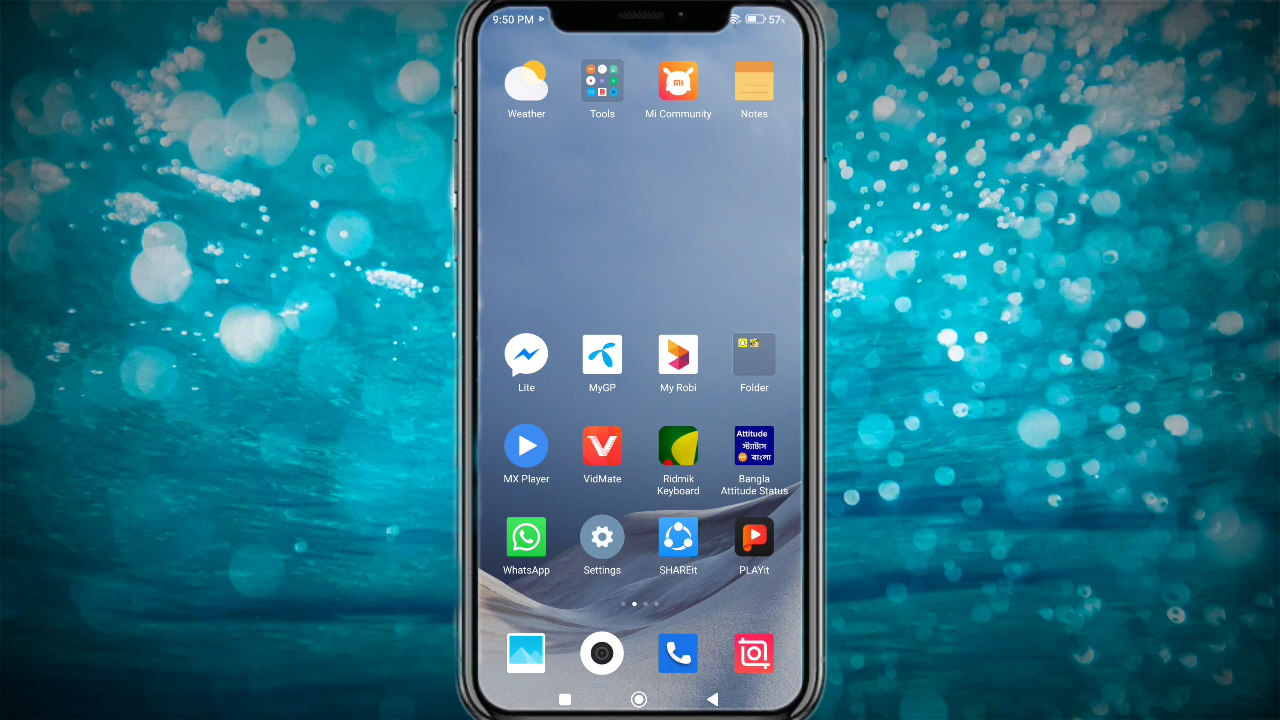 9:50 PM
57%
Weather
Tools
Mi Community
Notes
Lite
MyGP
My Robi
Folder
MX Player
VidMate
Ridmik
Keyboard
Attitude
স্ট্যাটাস
বাংলা
Bangla
Attitude Status
WhatsApp
Settings
SHAREit
PLAYit